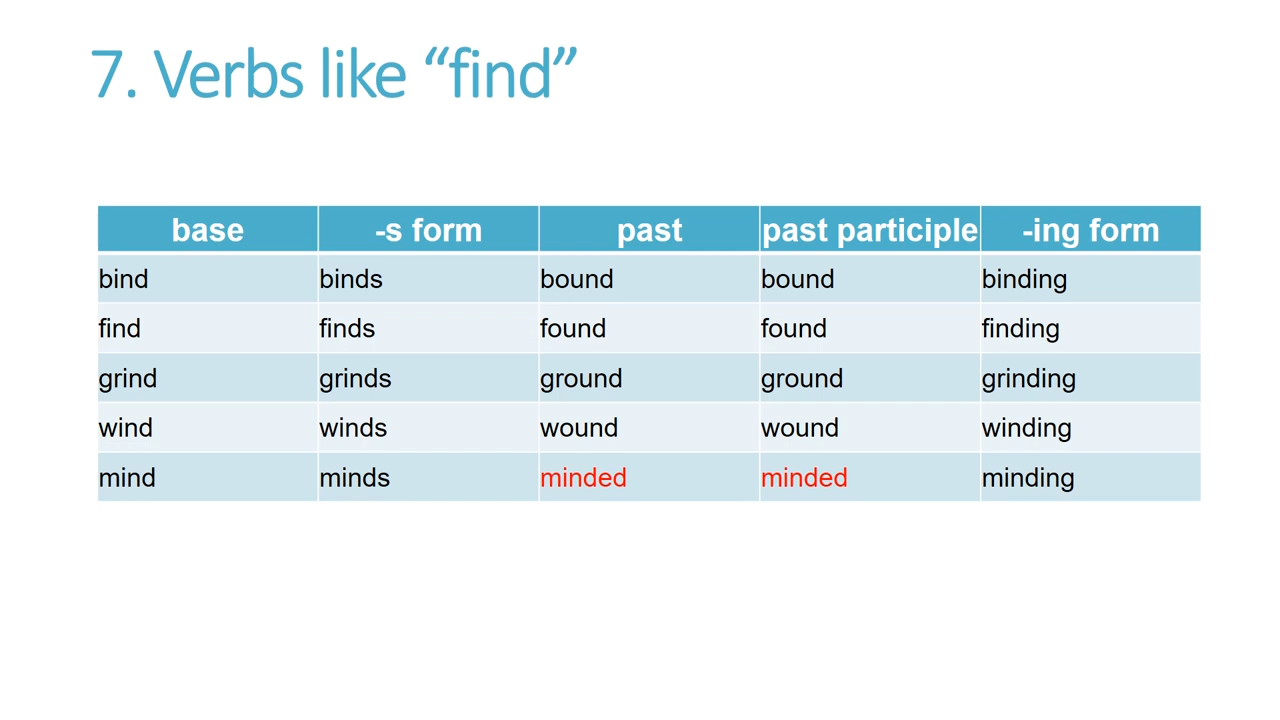 7. Verbs like “find”
base -s form past past participle -ing form
bind binds bound bound binding
find finds found found finding
grind grinds ground ground grinding
wind winds wound wound winding
mind minds minded minded minding